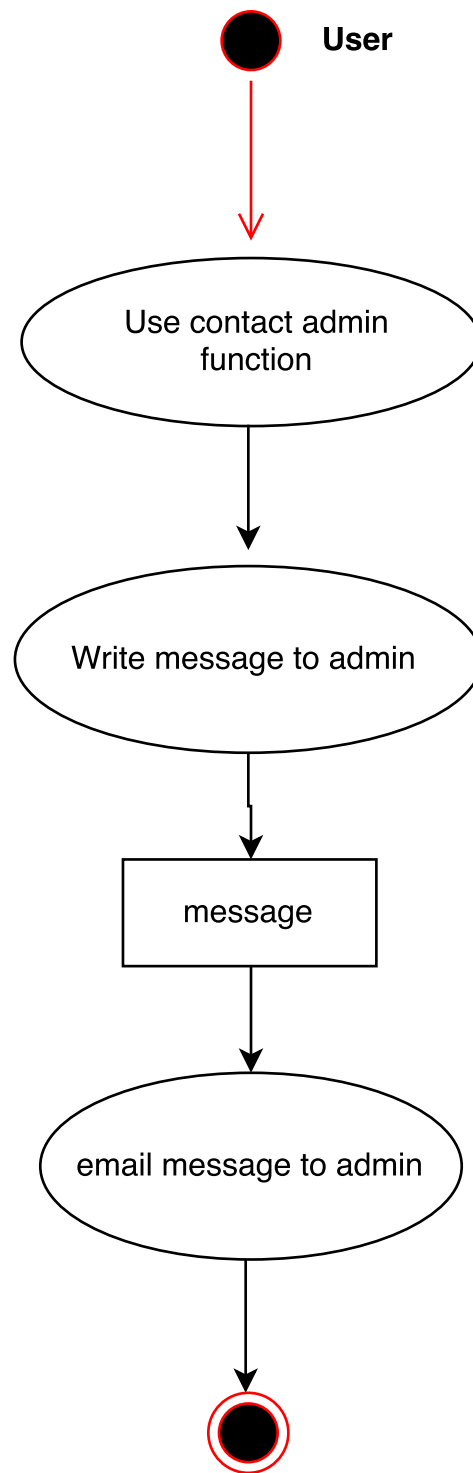 User
Use contact admin
function
Write message to admin
message
email message to admin